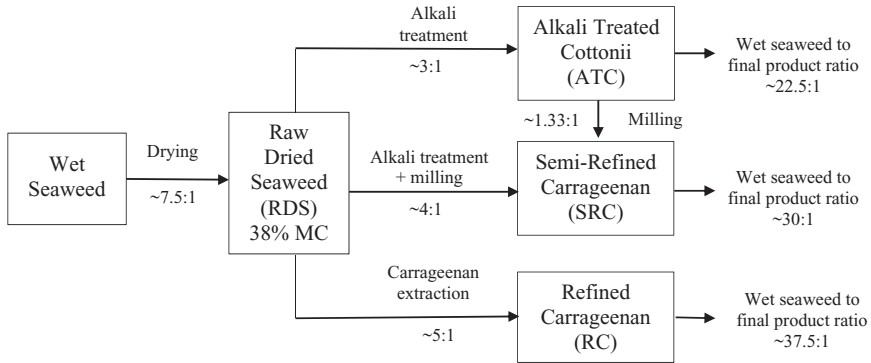 Alkali
treatment
~3:1
Alkali Treated
Cottonii
(ATC)
Wet seaweed to
final product ratio
~22.5:1
~1.33:1
Milling
Wet
Seaweed
Drying
~7.5:1
Raw
Dried
Seaweed
(RDS)
38% MC
Alkali treatment
+ milling
~4:1
Semi-Refined
Carrageenan
(SRC)
Wet seaweed to
final product ratio
~30:1
Carrageenan
extraction
~5:1
Refined
Carrageenan
(RC)
Wet seaweed to
final product ratio
~37.5:1